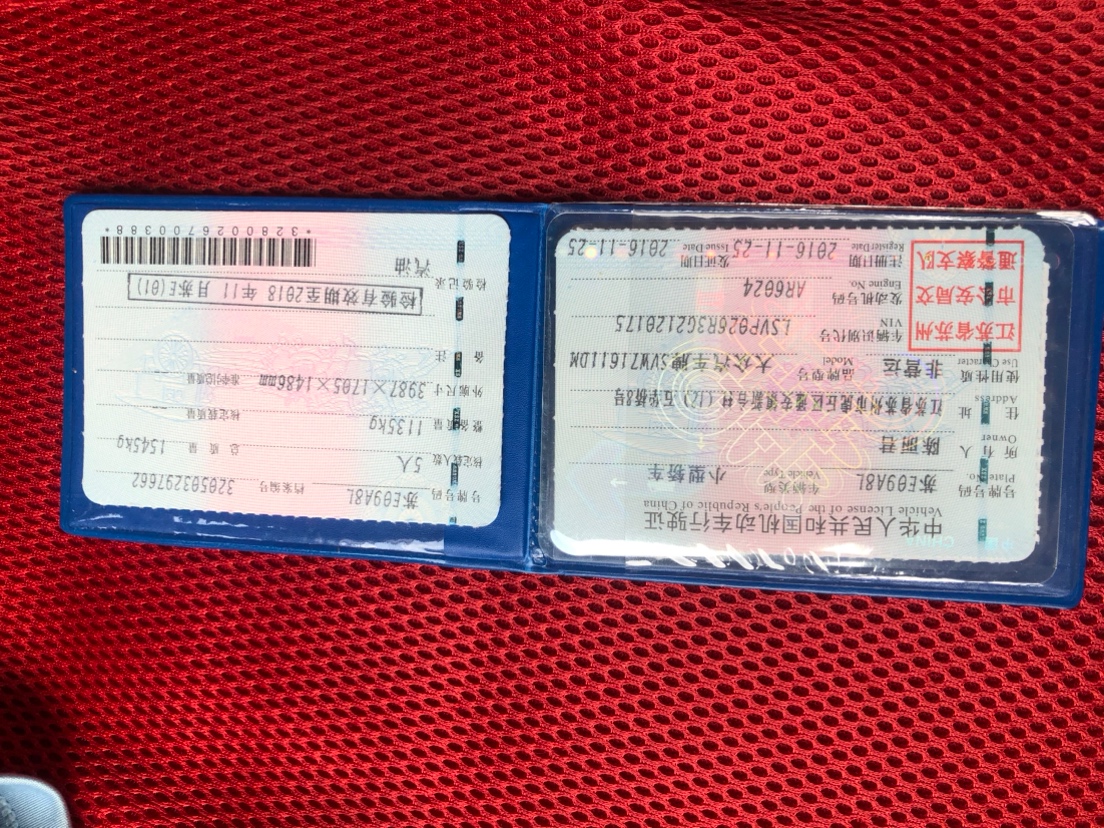 中华人民共和国机动车行驶证
Vehicle License of the People's Republic of China
号牌号码 Plate No. 苏E09A8L 车辆类型 Vehicle Type 小型轿车
所有人 Owner 陈丽君
住址 Address 江苏省苏州市虎丘区
使用性质 Use Character 非营运 品牌型号 Model 大众汽车牌SVW71611DM
车辆识别代号 VIN LSVP026R3G2120175
发动机号码 Engine No. AR6024
注册日期 Register Date 2016-11-25 发证日期 Issue Date 2016-11-25
江苏省苏州
市公安局交
通警察支队
号牌号码 苏E09A8L 档案编号 320503297662
核定载人数 5人 总质量 1545kg
整备质量 1135kg 核定载质量
外廓尺寸 3987×1705×1486mm 准牵引总质量
备注
检验有效期至2018年11月苏E(01)
检验记录
汽油
*3280026700388*